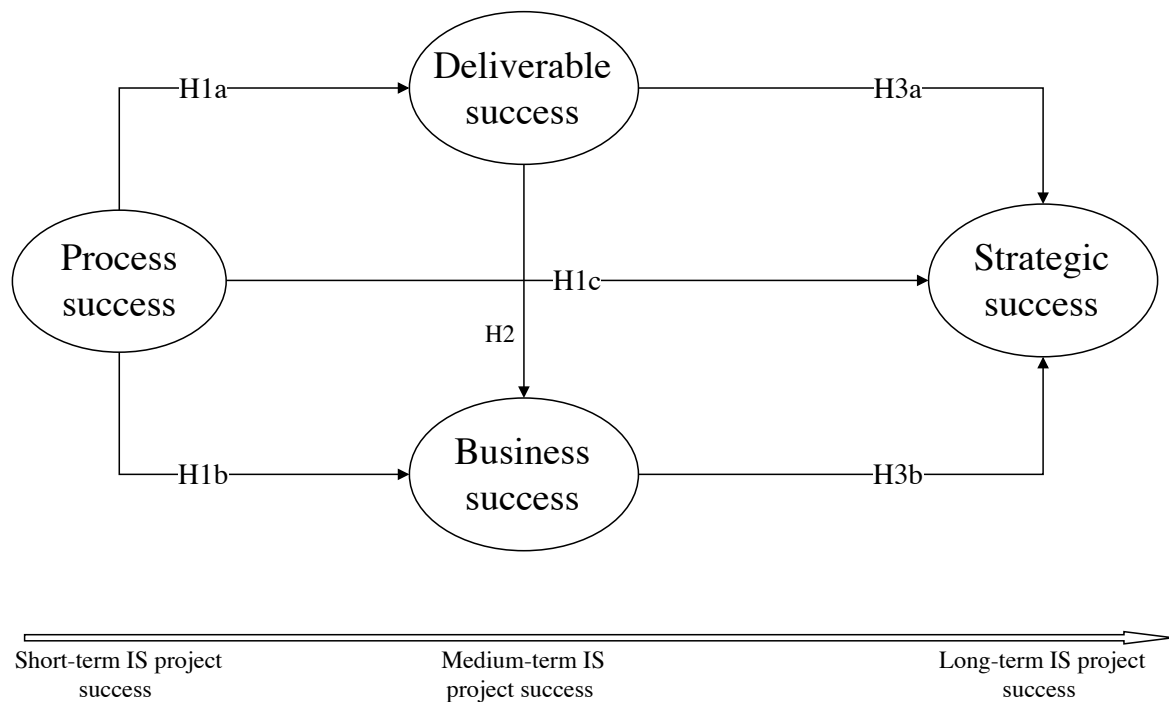 Deliverable
success
H1a
H3a
Process
success
Strategic
success
H1c
H2
Business
success
H1b
H3b
Short-term IS project
success
Medium-term IS
project success
Long-term IS project
success